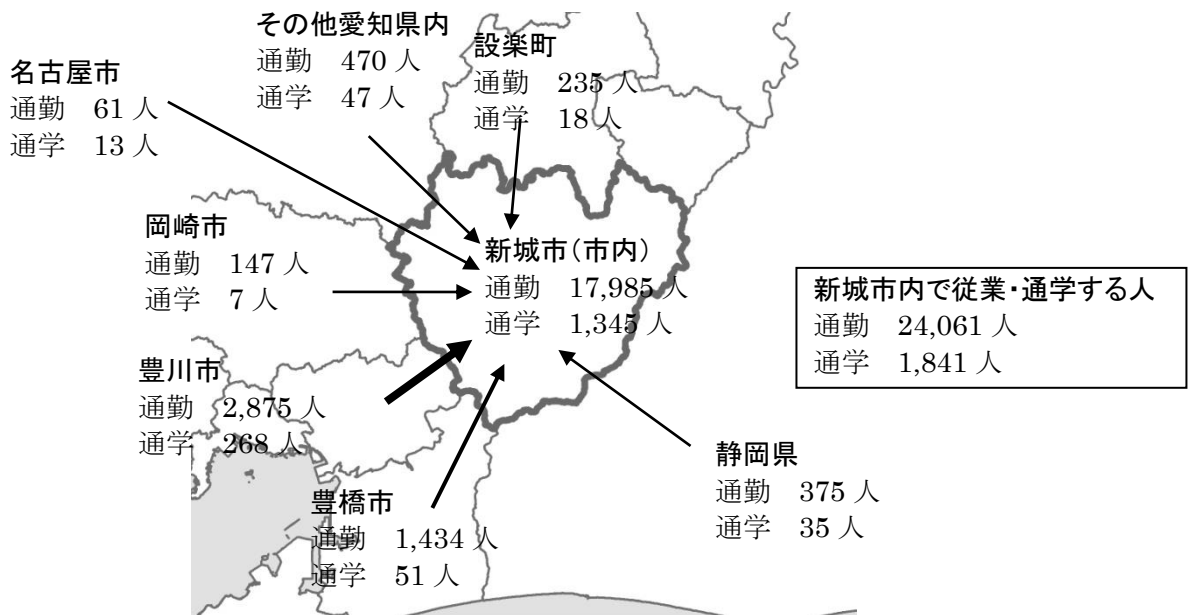 その他愛知県内
通勤 470 人
通学 47 人
設楽町
通勤 235 人
通学 18 人
名古屋市
通勤 61 人
通学 13 人
岡崎市
通勤 147 人
通学 7 人
新城市(市内)
通勤 17,985 人
通学 1,345 人
新城市内で従業・通学する人
通勤 24,061 人
通学 1,841 人
豊川市
通勤 2,875 人
通学 268 人
静岡県
通勤 375 人
通学 35 人
豊橋市
通勤 1,434 人
通学 51 人